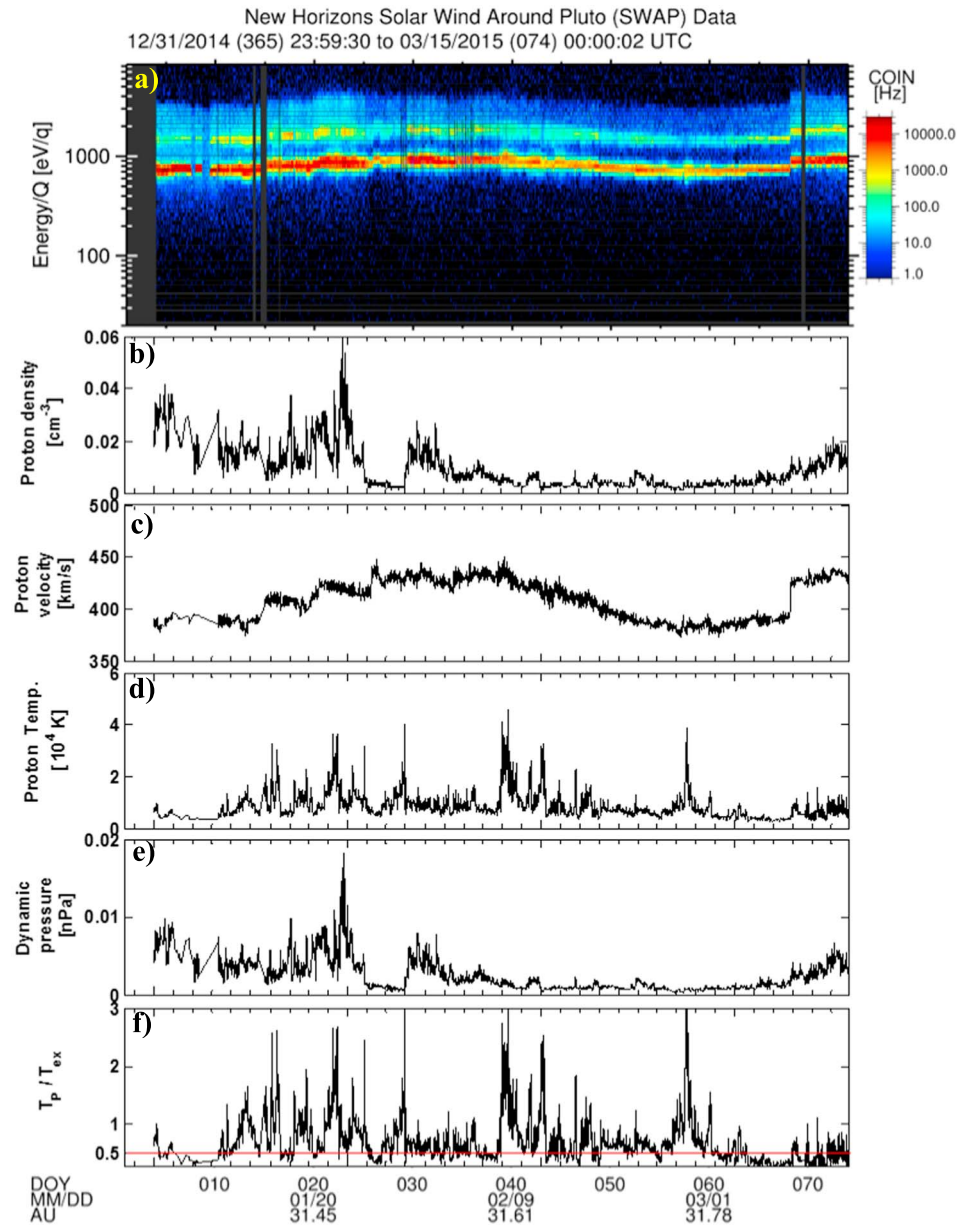 New Horizons Solar Wind Around Pluto (SWAP) Data
12/31/2014 (365) 23:59:30 to 03/15/2015 (074) 00:00:02 UTC
a)
COIN
[Hz]
Energy/Q [eV/q]
1000
100
10000.0
1000.0
100.0
10.0
1.0
b)
Proton density
[cm⁻³]
0.06
0.04
0.02
0
c)
Proton
velocity
[km/s]
500
450
400
350
d)
Proton Temp.
[10⁴ K]
6
4
2
0
e)
Dynamic
pressure
[nPa]
0.02
0.01
0
f)
Tₚ / Tₑₓ
3
2
1
0.5
DOY 010 020 030 040 050 060 070
MM/DD 01/20 02/09 03/01
AU 31.45 31.61 31.78